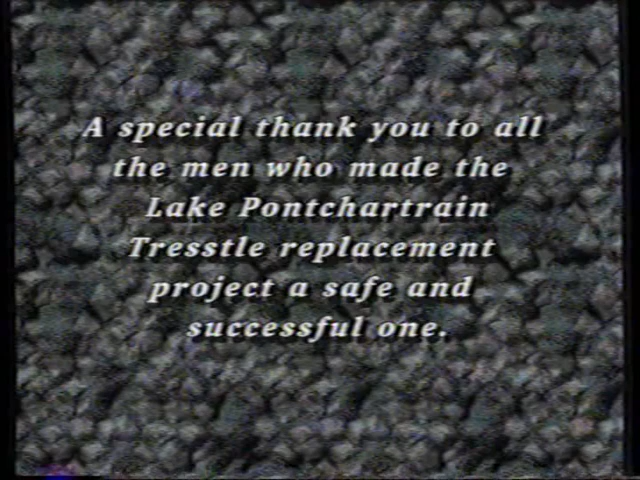 A special thank you to all
the men who made the
Lake Pontchartrain
Tresstle replacement
project a safe and
successful one.